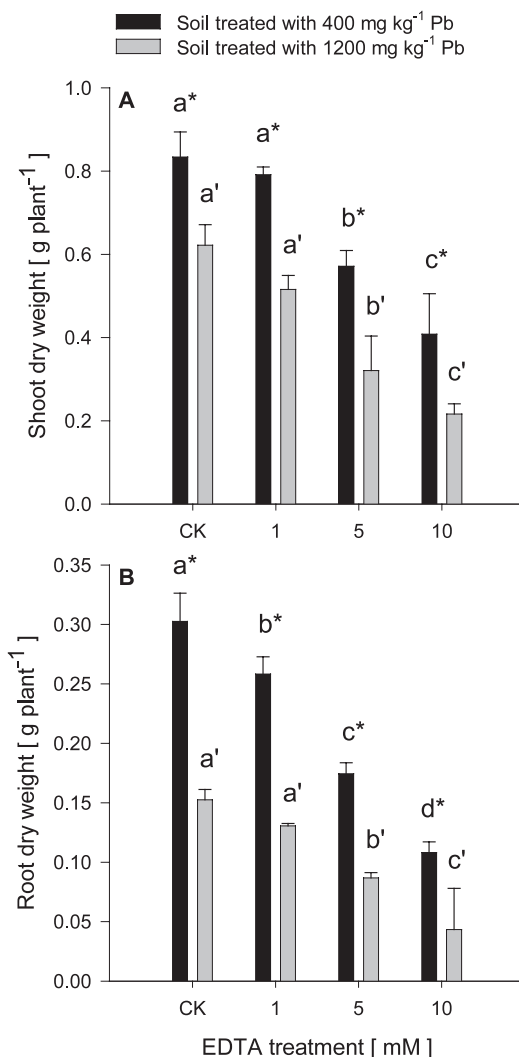 Soil treated with 400 mg kg⁻¹ Pb
Soil treated with 1200 mg kg⁻¹ Pb
A
Shoot dry weight [ g plant⁻¹ ]
1.0
0.8
0.6
0.4
0.2
0.0
a*
a'
a*
a'
b*
b'
c*
c'
CK
1
5
10
B
Root dry weight [ g plant⁻¹ ]
0.35
0.30
0.25
0.20
0.15
0.10
0.05
0.00
a*
a'
b*
a'
c*
b'
d*
c'
CK
1
5
10
EDTA treatment [ mM ]